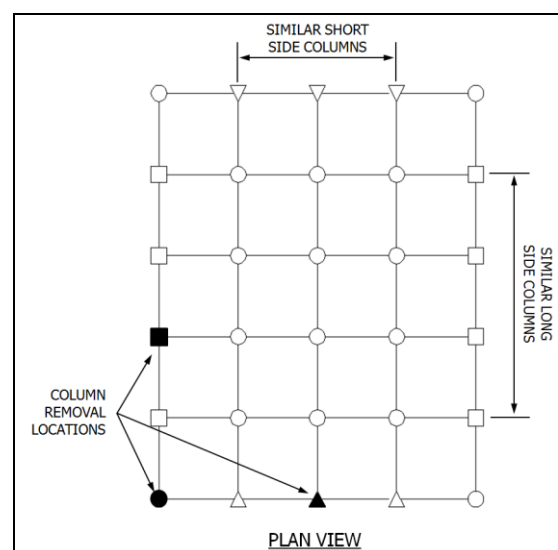 SIMILAR SHORT
SIDE COLUMNS
SIMILAR LONG
SIDE COLUMNS
COLUMN
REMOVAL
LOCATIONS
PLAN VIEW